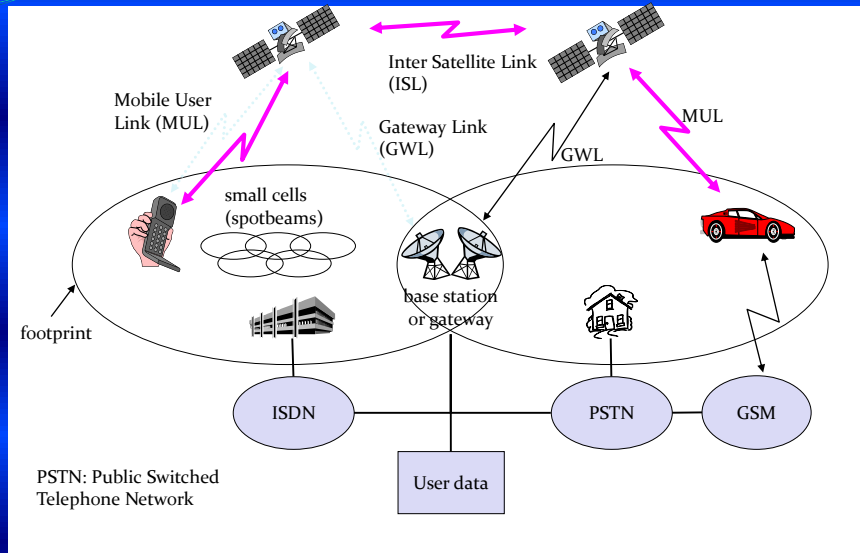 Inter Satellite Link
(ISL)
Mobile User
Link (MUL)
Gateway Link
(GWL)
MUL
GWL
small cells
(spotbeams)
base station
or gateway
footprint
ISDN
PSTN
GSM
PSTN: Public Switched
Telephone Network
User data